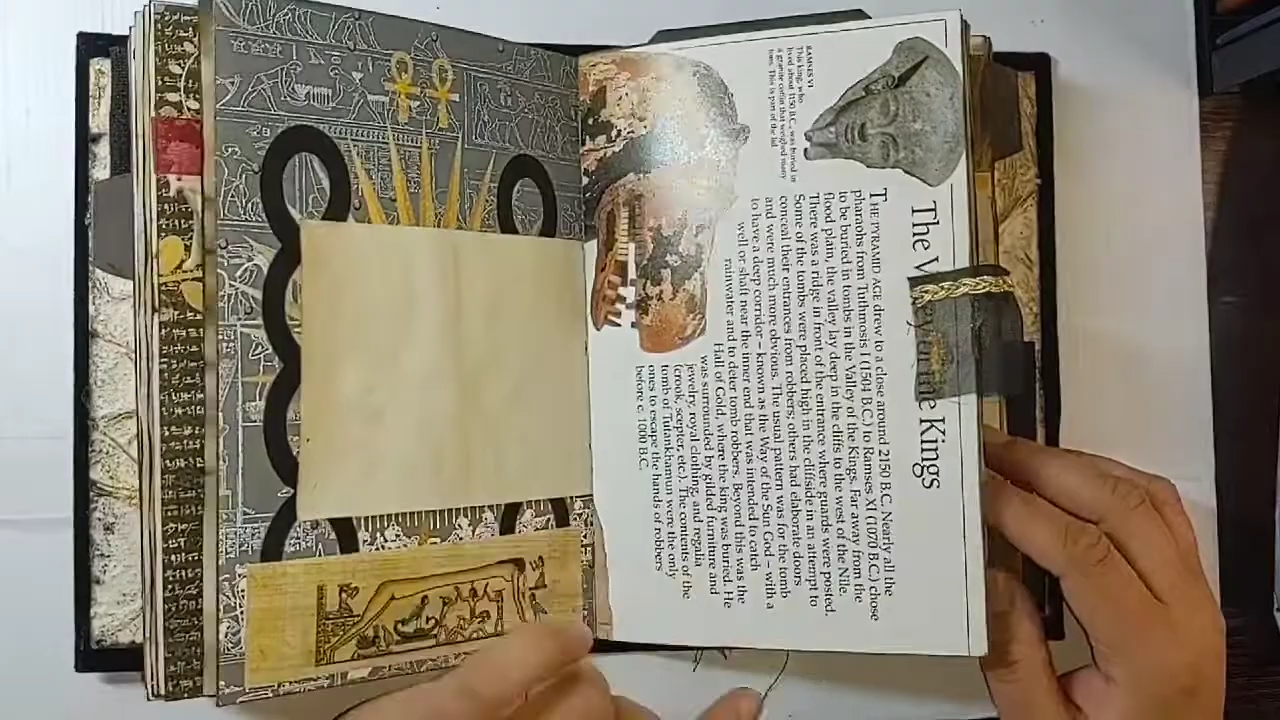 The Valley of the Kings
THE PYRAMID AGE drew to a close around 2150 B.C. Nearly all the
pharaohs from Tuthmosis I (1504 B.C.) to Ramses XI (1070 B.C.) chose
to be buried in tombs in the Valley of the Kings. Far away from the
flood plain, the valley lay deep in the cliffs to the west of the Nile.
There was a ridge in front of the entrance where guards were posted.
Some of the tombs were placed high in the cliffside in an attempt to
conceal their entrances from robbers; others had elaborate doors
and were much more obvious. The usual pattern was for the tomb
to have a deep corridor – known as the Way of the Sun God – with a
well or shaft near the inner end that was intended to catch
rainwater and to deter tomb robbers. Beyond this was the
Hall of Gold, where the king was buried. He
was surrounded by gilded furniture and
jewelry, royal clothing, and regalia
(crook, scepter, etc.). The contents of the
tomb of Tutankhamun were the only
ones to escape the hands of robbers
before c. 1000 B.C.
RAMSES VI
This king, who
lived about 1150 B.C., was buried in
a granite coffin that weighed many
tons. This is part of the lid.